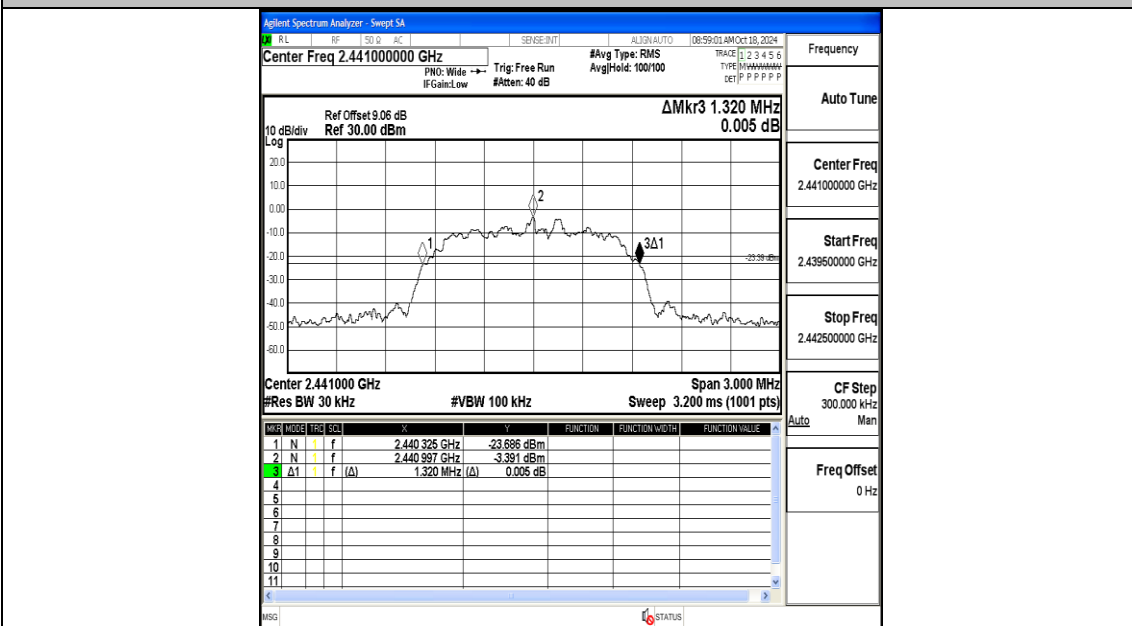 Agilent Spectrum Analyzer - Swept SA
RL RF 50 Ω AC SENSE:INT ALIGN AUTO 08:59:01 AM Oct 18, 2024
Center Freq 2.441000000 GHz
PNO: Wide
IFGain:Low
Trig: Free Run
#Atten: 40 dB
#Avg Type: RMS
Avg|Hold: 100/100
TRACE 1 2 3 4 5 6
TYPE MWWWWW
DET P P P P P P
Ref Offset 9.06 dB
10 dB/div Ref 30.00 dBm
Log
ΔMkr3 1.320 MHz
0.005 dB
20.0
10.0
0.00
-10.0
-20.0
-30.0
-40.0
-50.0
-60.0
1
2
3Δ1
-23.39 dBm
Center 2.441000 GHz Span 3.000 MHz
#Res BW 30 kHz #VBW 100 kHz Sweep 3.200 ms (1001 pts)
MKR MODE TRC SCL X Y FUNCTION FUNCTION WIDTH FUNCTION VALUE
1 N 1 f 2.440 325 GHz -23.686 dBm
2 N 1 f 2.440 997 GHz -3.391 dBm
3 Δ1 1 f (Δ) 1.320 MHz (Δ) 0.005 dB
4
5
6
7
8
9
10
11
MSG STATUS
Frequency
Auto Tune
Center Freq
2.441000000 GHz
Start Freq
2.439500000 GHz
Stop Freq
2.442500000 GHz
CF Step
300.000 kHz
Auto Man
Freq Offset
0 Hz